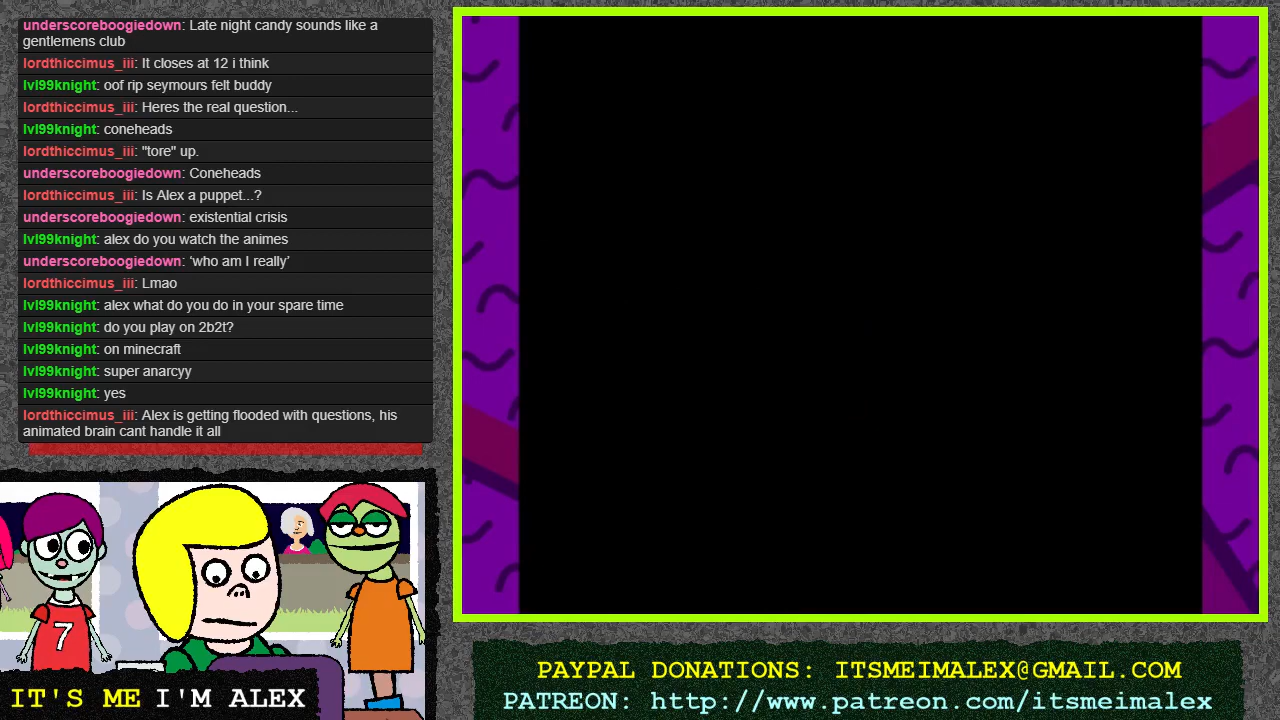 underscoreboogiedown: Late night candy sounds like a
gentlemens club
lordthiccimus_iii: It closes at 12 i think
lvl99knight: oof rip seymours felt buddy
lordthiccimus_iii: Heres the real question...
lvl99knight: coneheads
lordthiccimus_iii: "tore" up.
underscoreboogiedown: Coneheads
lordthiccimus_iii: Is Alex a puppet...?
underscoreboogiedown: existential crisis
lvl99knight: alex do you watch the animes
underscoreboogiedown: ‘who am I really’
lordthiccimus_iii: Lmao
lvl99knight: alex what do you do in your spare time
lvl99knight: do you play on 2b2t?
lvl99knight: on minecraft
lvl99knight: super anarcyy
lvl99knight: yes
lordthiccimus_iii: Alex is getting flooded with questions, his
animated brain cant handle it all
7
IT'S ME I'M ALEX
PAYPAL DONATIONS: ITSMEIMALEX@GMAIL.COM
PATREON: http://www.patreon.com/itsmeimalex